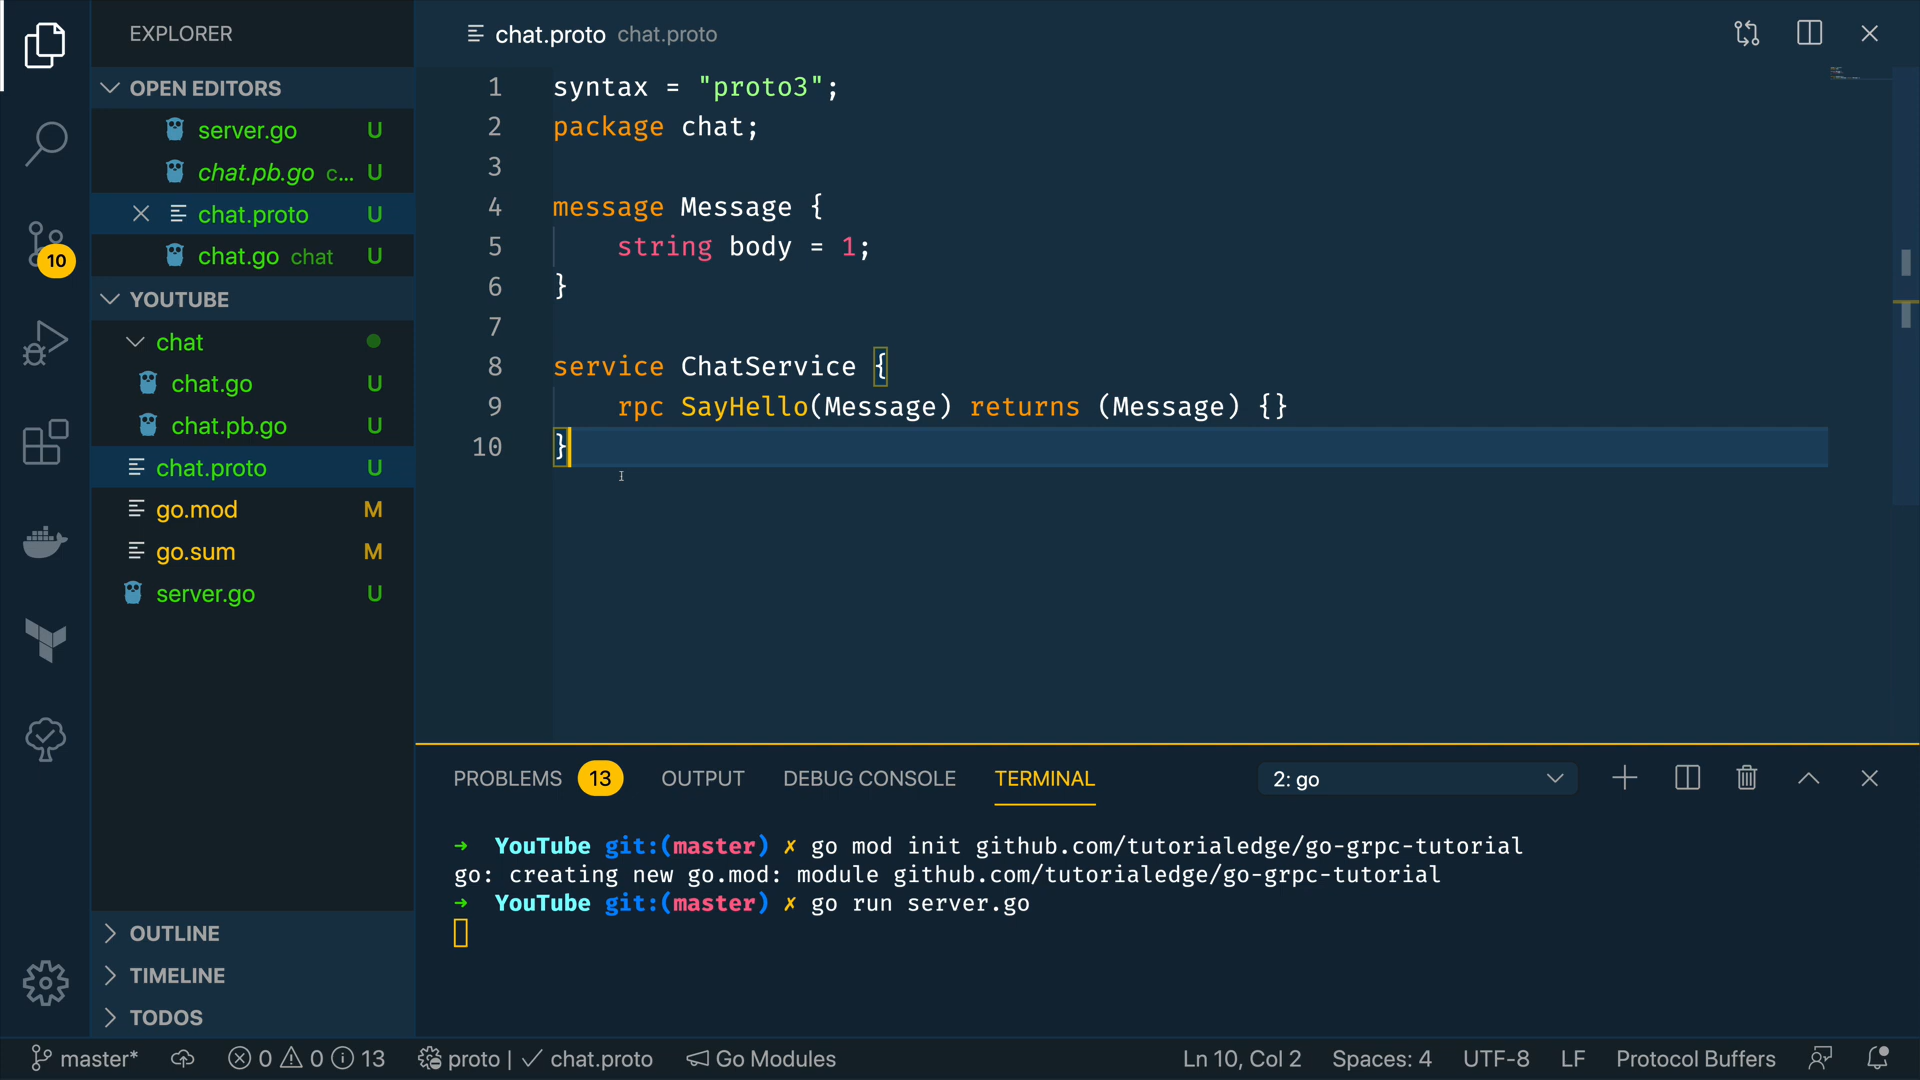 EXPLORER
OPEN EDITORS
server.go U
chat.pb.go c... U
chat.proto U
chat.go chat U
YOUTUBE
chat
chat.go U
chat.pb.go U
chat.proto U
go.mod M
go.sum M
server.go U
OUTLINE
TIMELINE
TODOS
10
chat.proto chat.proto
1 syntax = "proto3";
2 package chat;
3
4 message Message {
5 string body = 1;
6 }
7
8 service ChatService {
9 rpc SayHello(Message) returns (Message) {}
10 }
PROBLEMS 13 OUTPUT DEBUG CONSOLE TERMINAL 2: go
➜ YouTube git:(master) ✗ go mod init github.com/tutorialedge/go-grpc-tutorial
go: creating new go.mod: module github.com/tutorialedge/go-grpc-tutorial
➜ YouTube git:(master) ✗ go run server.go
master* 0 0 13 proto | ✓ chat.proto Go Modules Ln 10, Col 2 Spaces: 4 UTF-8 LF Protocol Buffers